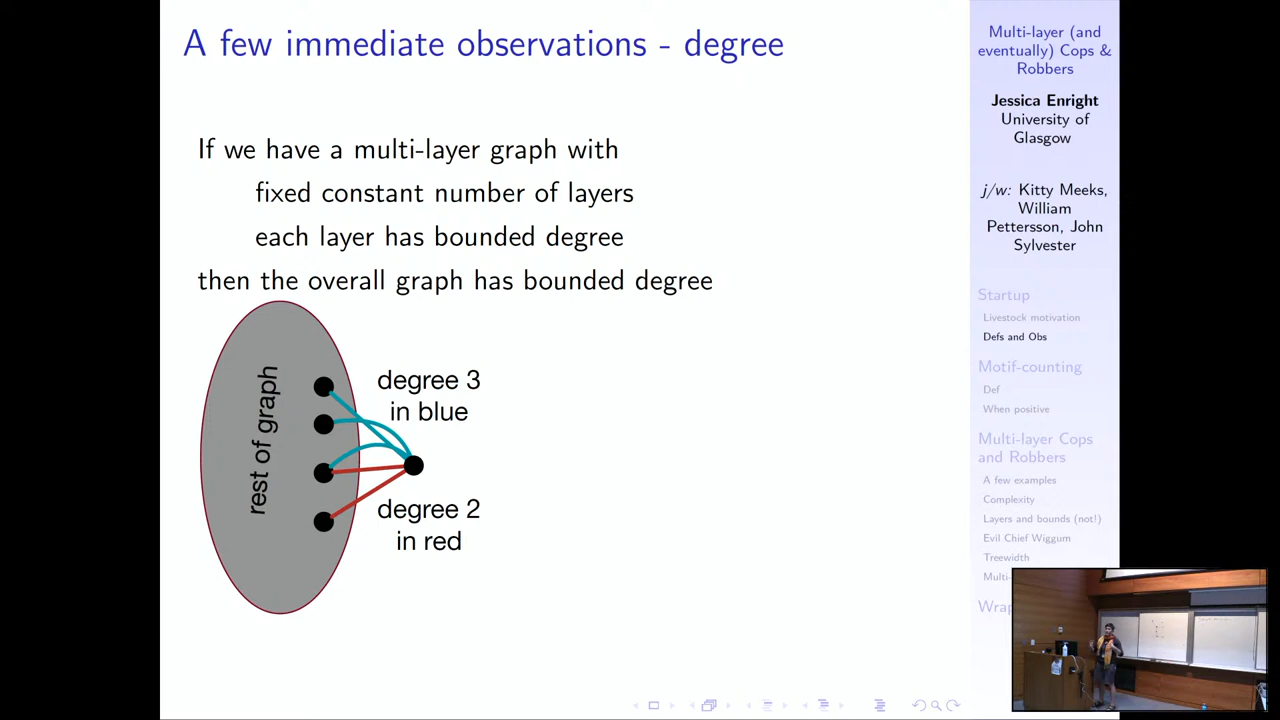 A few immediate observations - degree
If we have a multi-layer graph with
fixed constant number of layers
each layer has bounded degree
then the overall graph has bounded degree
rest of graph
degree 3
in blue
degree 2
in red
Multi-layer (and
eventually) Cops &
Robbers
Jessica Enright
University of
Glasgow
j/w: Kitty Meeks,
William
Pettersson, John
Sylvester
Startup
Livestock motivation
Defs and Obs
Motif-counting
Def
When positive
Multi-layer Cops
and Robbers
A few examples
Complexity
Layers and bounds (not!)
Evil Chief Wiggum
Treewidth
Multi-
Wrap